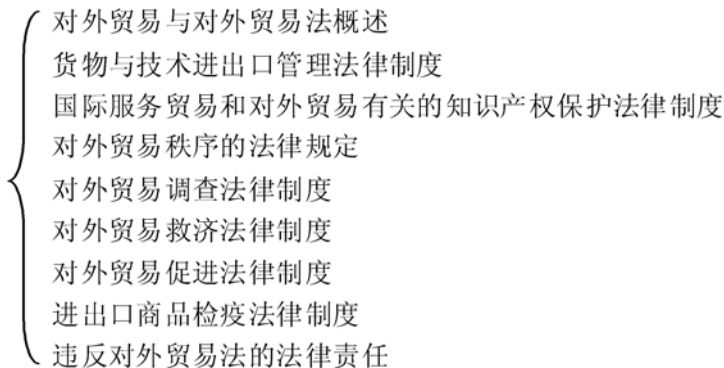 对外贸易与对外贸易法概述
货物与技术进出口管理法律制度
国际服务贸易和对外贸易有关的知识产权保护法律制度
对外贸易秩序的法律规定
对外贸易调查法律制度
对外贸易救济法律制度
对外贸易促进法律制度
进出口商品检疫法律制度
违反对外贸易法的法律责任